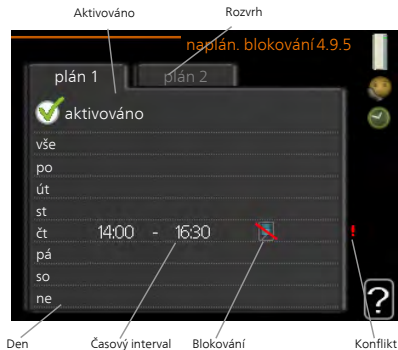 Aktivováno Rozvrh
naplán. blokování 4.9.5
plán 1 plán 2
aktivováno
vše
po
út
st
čt 14:00 - 16:30 !
pá
so
ne
?
Den Časový interval Blokování Konflikt